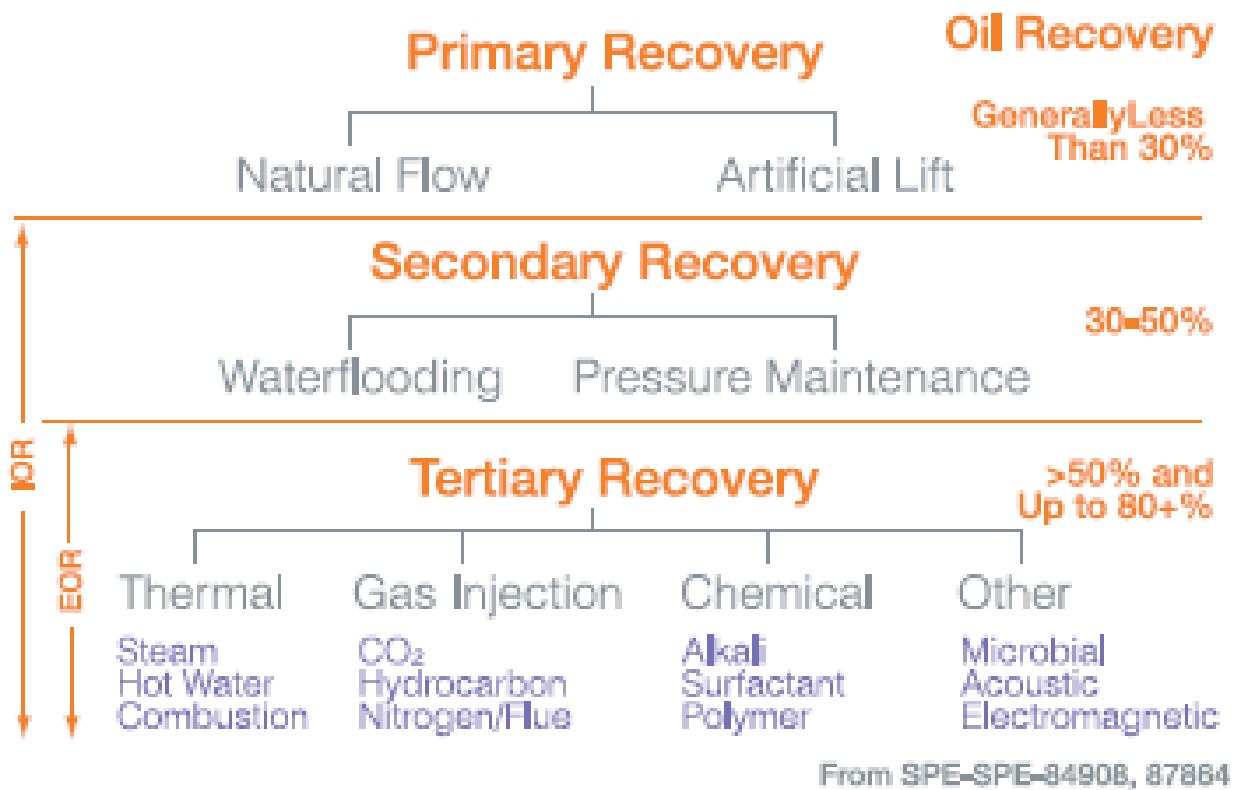 Oil Recovery
Primary Recovery
GenerallyLess
Than 30%
Natural Flow
Artificial Lift
Secondary Recovery
30-50%
Waterflooding
Pressure Maintenance
IOR
EOR
Tertiary Recovery
>50% and
Up to 80+%
Thermal
Gas Injection
Chemical
Other
Steam
Hot Water
Combustion
CO₂
Hydrocarbon
Nitrogen/Flue
Alkali
Surfactant
Polymer
Microbial
Acoustic
Electromagnetic
From SPE-SPE-84908, 87864